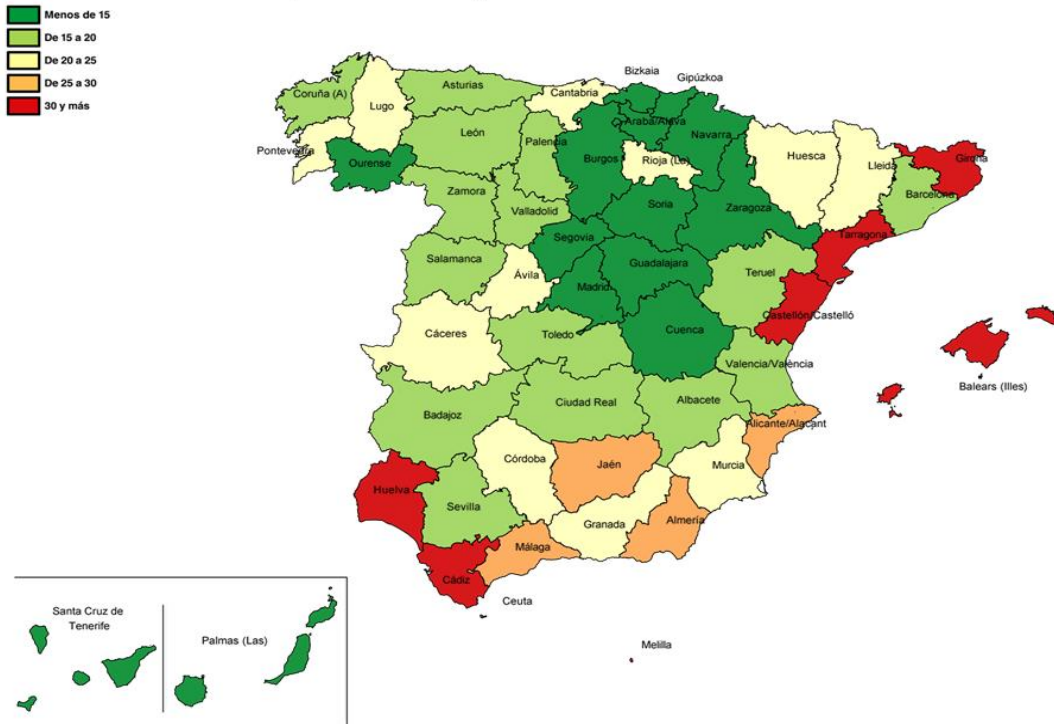 Menos de 15
De 15 a 20
De 20 a 25
De 25 a 30
30 y más
Bizkaia
Gipúzkoa
Coruña (A)
Lugo
Asturias
Cantabria
Araba/Álava
Navarra
Pontevedra
Ourense
León
Palencia
Burgos
Rioja (La)
Huesca
Lleida
Girona
Barcelona
Zamora
Valladolid
Soria
Zaragoza
Tarragona
Segovia
Salamanca
Ávila
Madrid
Guadalajara
Teruel
Castellón/Castelló
Cáceres
Toledo
Cuenca
Valencia/València
Balears (Illes)
Badajoz
Ciudad Real
Albacete
Alicante/Alacant
Córdoba
Jaén
Murcia
Huelva
Sevilla
Granada
Almería
Málaga
Cádiz
Ceuta
Melilla
Santa Cruz de
Tenerife
Palmas (Las)